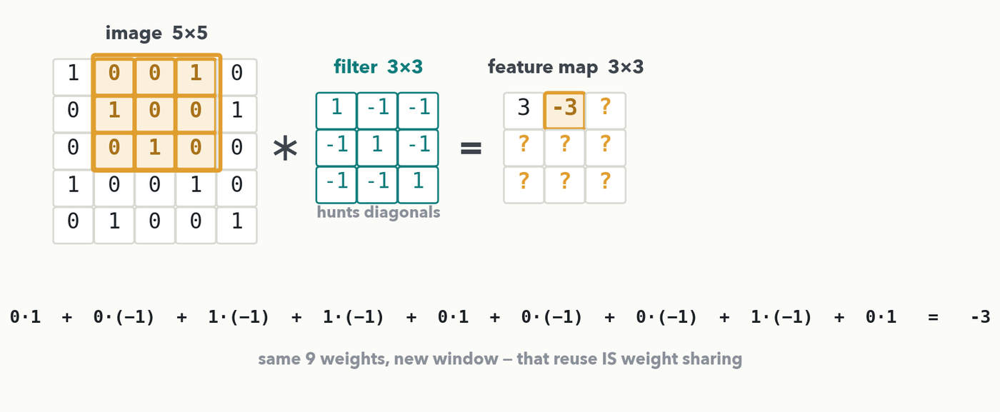 image 5×5
1 0 0 1 0
0 1 0 0 1
0 0 1 0 0
1 0 0 1 0
0 1 0 0 1
*
filter 3×3
1 -1 -1
-1 1 -1
-1 -1 1
hunts diagonals
=
feature map 3×3
3 -3 ?
? ? ?
? ? ?
0·1 + 0·(−1) + 1·(−1) + 1·(−1) + 0·1 + 0·(−1) + 0·(−1) + 1·(−1) + 0·1 = -3
same 9 weights, new window – that reuse IS weight sharing